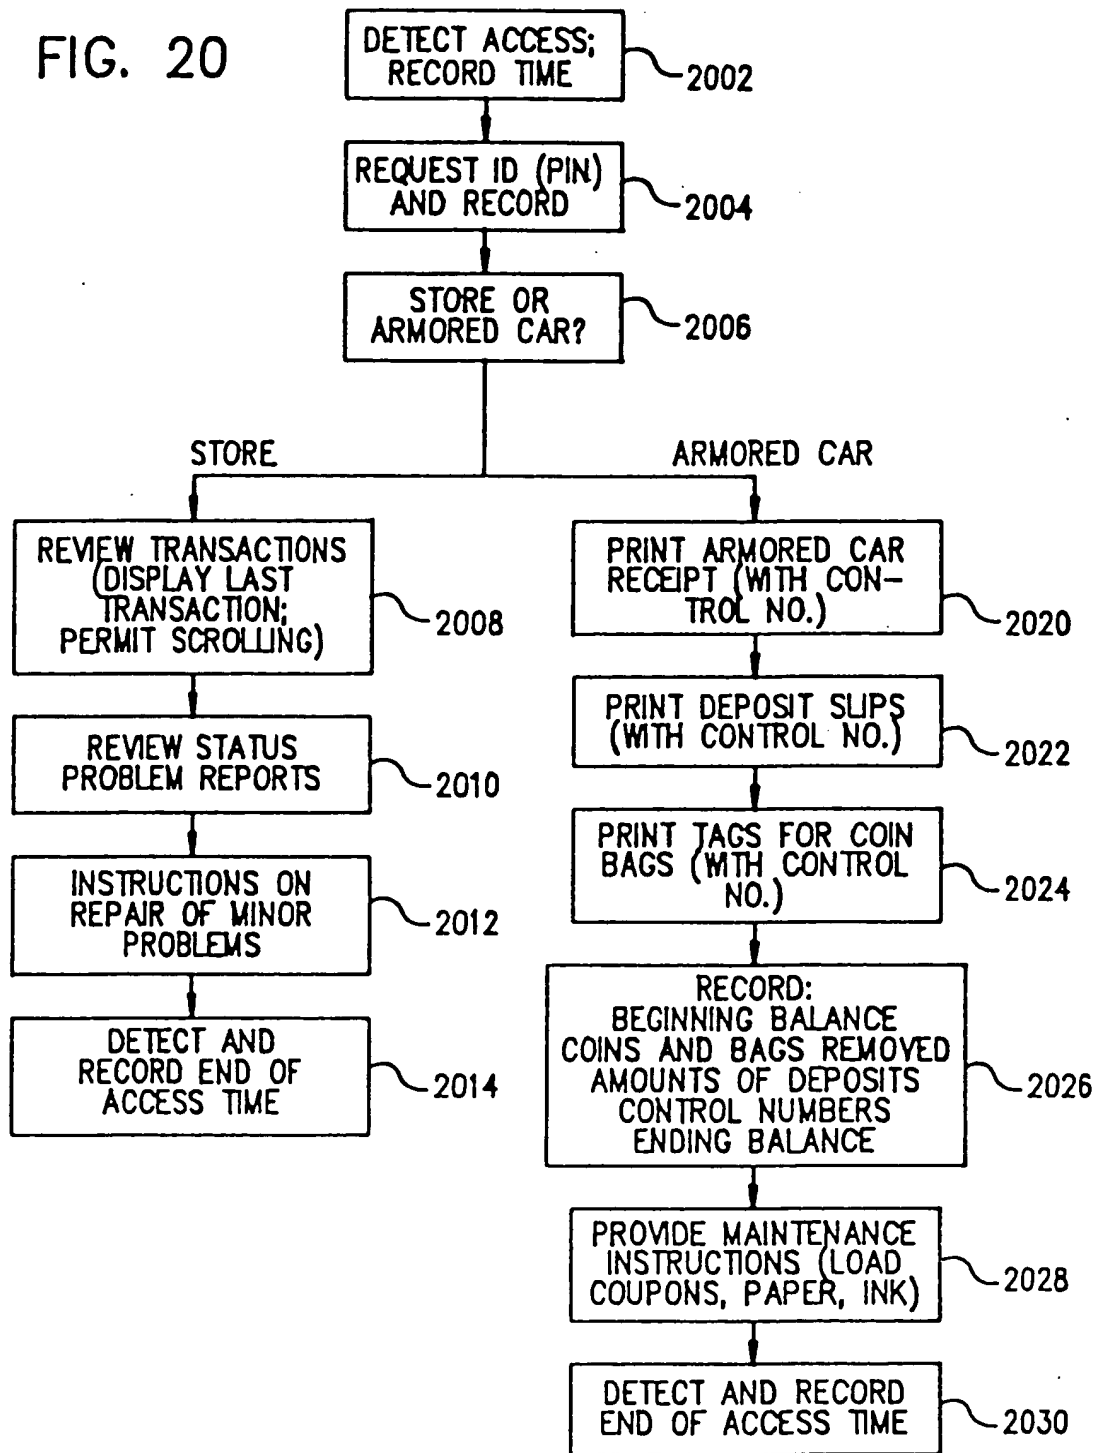 FIG. 20
DETECT ACCESS;
RECORD TIME
2002
REQUEST ID (PIN)
AND RECORD
2004
STORE OR
ARMORED CAR?
2006
STORE
ARMORED CAR
REVIEW TRANSACTIONS
(DISPLAY LAST
TRANSACTION;
PERMIT SCROLLING)
2008
REVIEW STATUS
PROBLEM REPORTS
2010
INSTRUCTIONS ON
REPAIR OF MINOR
PROBLEMS
2012
DETECT AND
RECORD END OF
ACCESS TIME
2014
PRINT ARMORED CAR
RECEIPT (WITH CON-
TROL NO.)
2020
PRINT DEPOSIT SLIPS
(WITH CONTROL NO.)
2022
PRINT TAGS FOR COIN
BAGS (WITH CONTROL
NO.)
2024
RECORD:
BEGINNING BALANCE
COINS AND BAGS REMOVED
AMOUNTS OF DEPOSITS
CONTROL NUMBERS
ENDING BALANCE
2026
PROVIDE MAINTENANCE
INSTRUCTIONS (LOAD
COUPONS, PAPER, INK)
2028
DETECT AND RECORD
END OF ACCESS TIME
2030